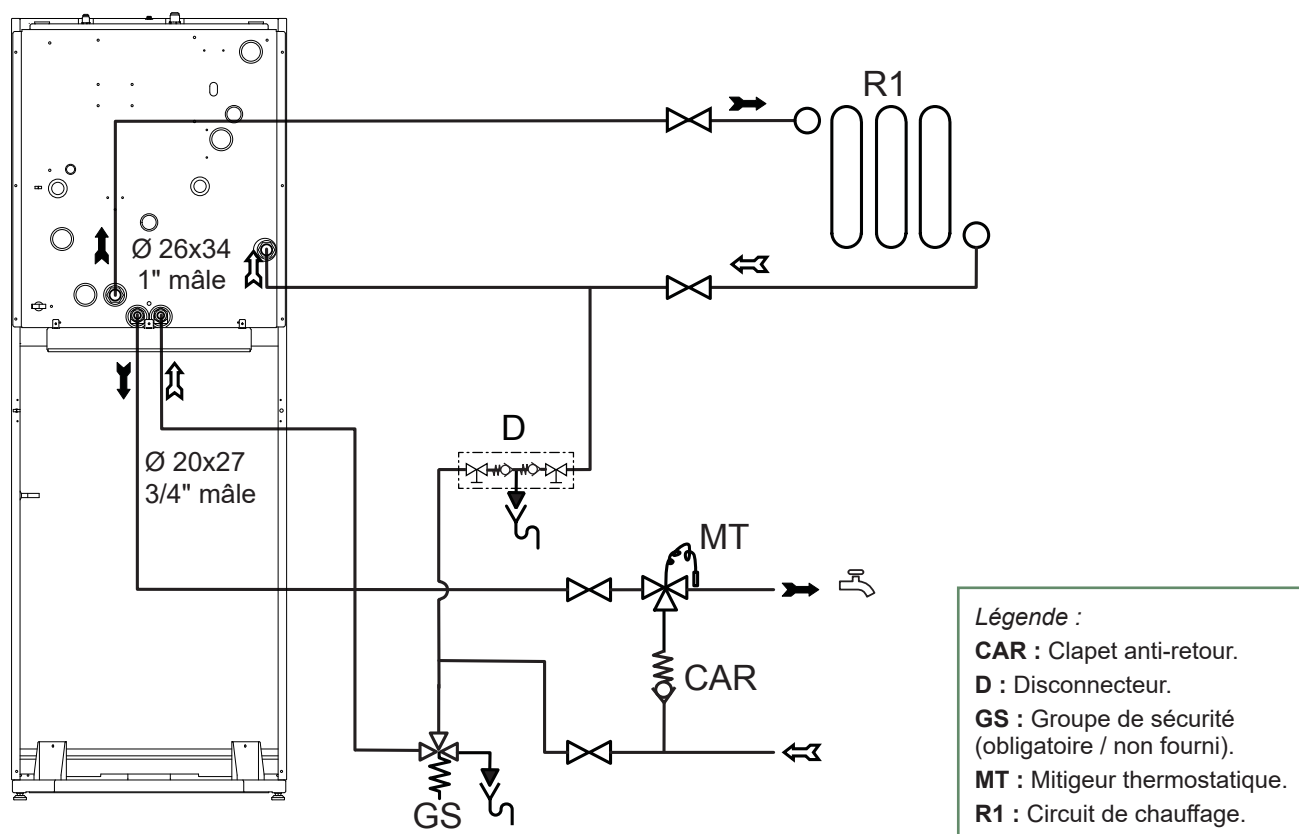 R1
Ø 26x34
1" mâle
D
Ø 20x27
3/4" mâle
MT
CAR
GS
Légende :
CAR : Clapet anti-retour.
D : Disconnecteur.
GS : Groupe de sécurité
(obligatoire / non fourni).
MT : Mitigeur thermostatique.
R1 : Circuit de chauffage.